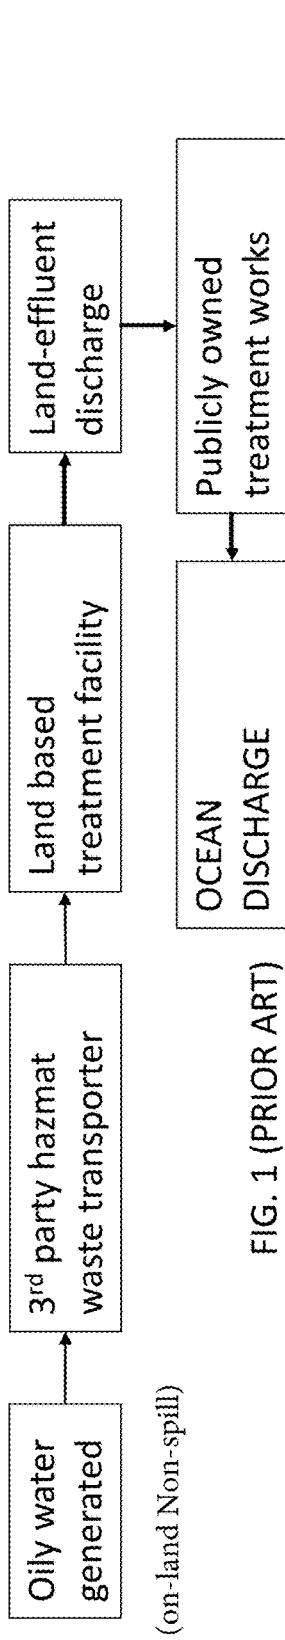 Oily water
generated
(on-land Non-spill)
3rd party hazmat
waste transporter
Land based
treatment facility
Land-effluent
discharge
Publicly owned
treatment works
OCEAN
DISCHARGE
FIG. 1 (PRIOR ART)